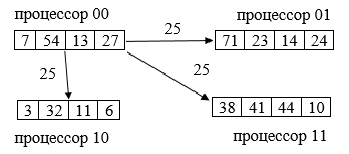 процессор 00
процессор 01
7 54 13 27
25
71 23 14 24
25
25
3 32 11 6
38 41 44 10
процессор 10
процессор 11